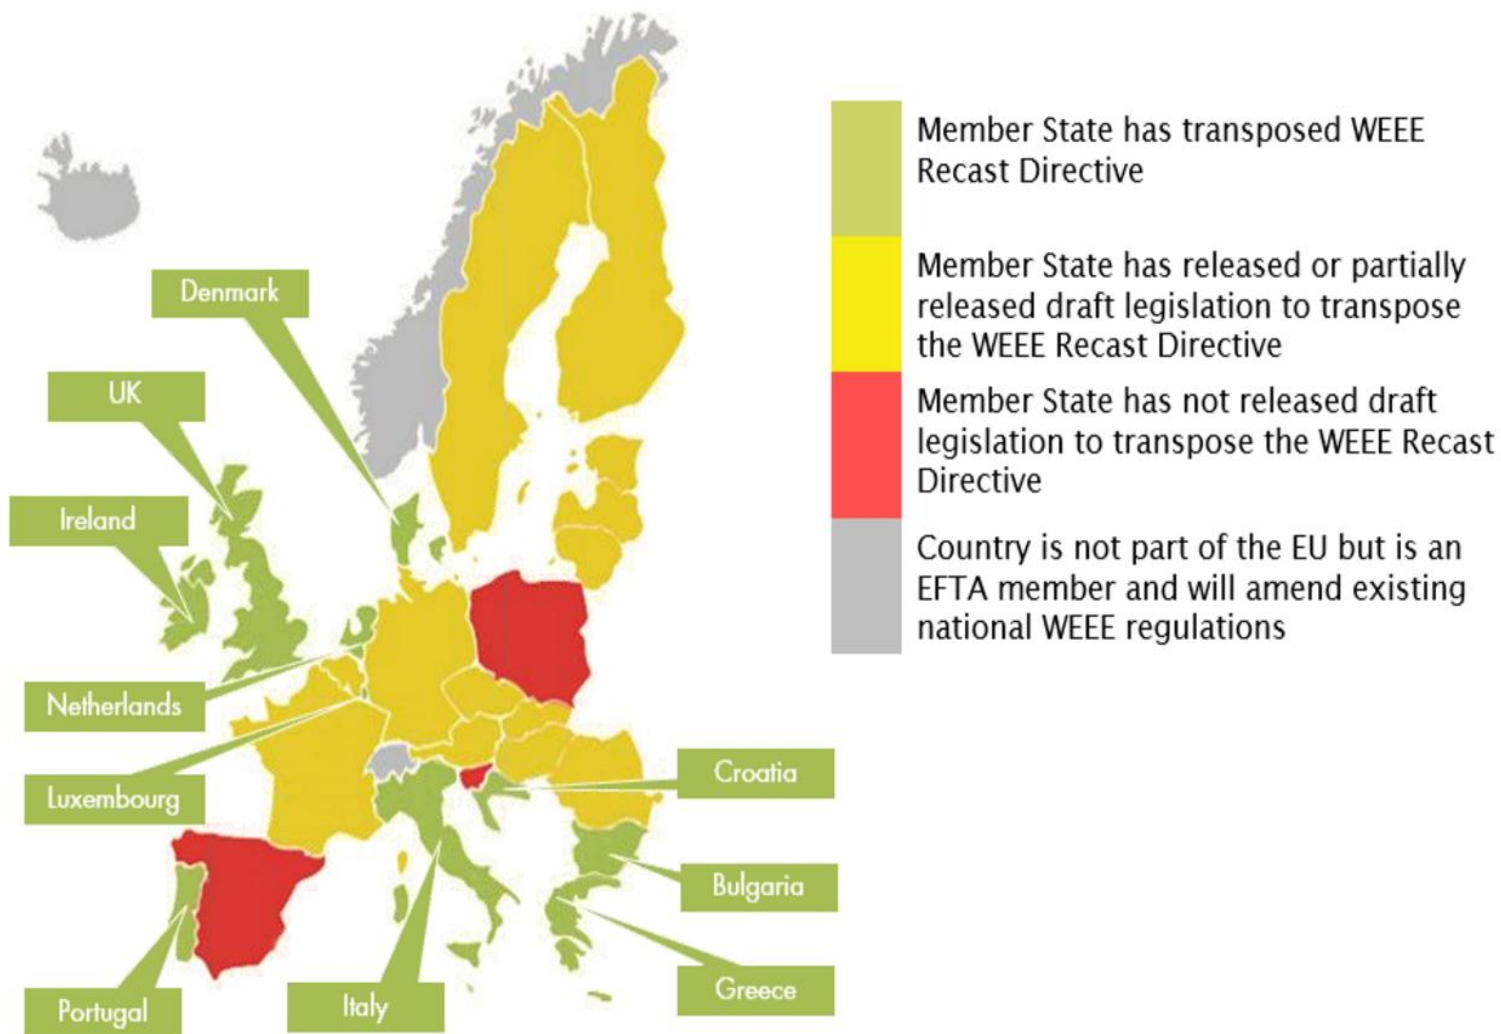 Member State has transposed WEEE
Recast Directive
Member State has released or partially
released draft legislation to transpose
the WEEE Recast Directive
Member State has not released draft
legislation to transpose the WEEE Recast
Directive
Country is not part of the EU but is an
EFTA member and will amend existing
national WEEE regulations
Denmark
UK
Ireland
Netherlands
Luxembourg
Croatia
Bulgaria
Greece
Italy
Portugal